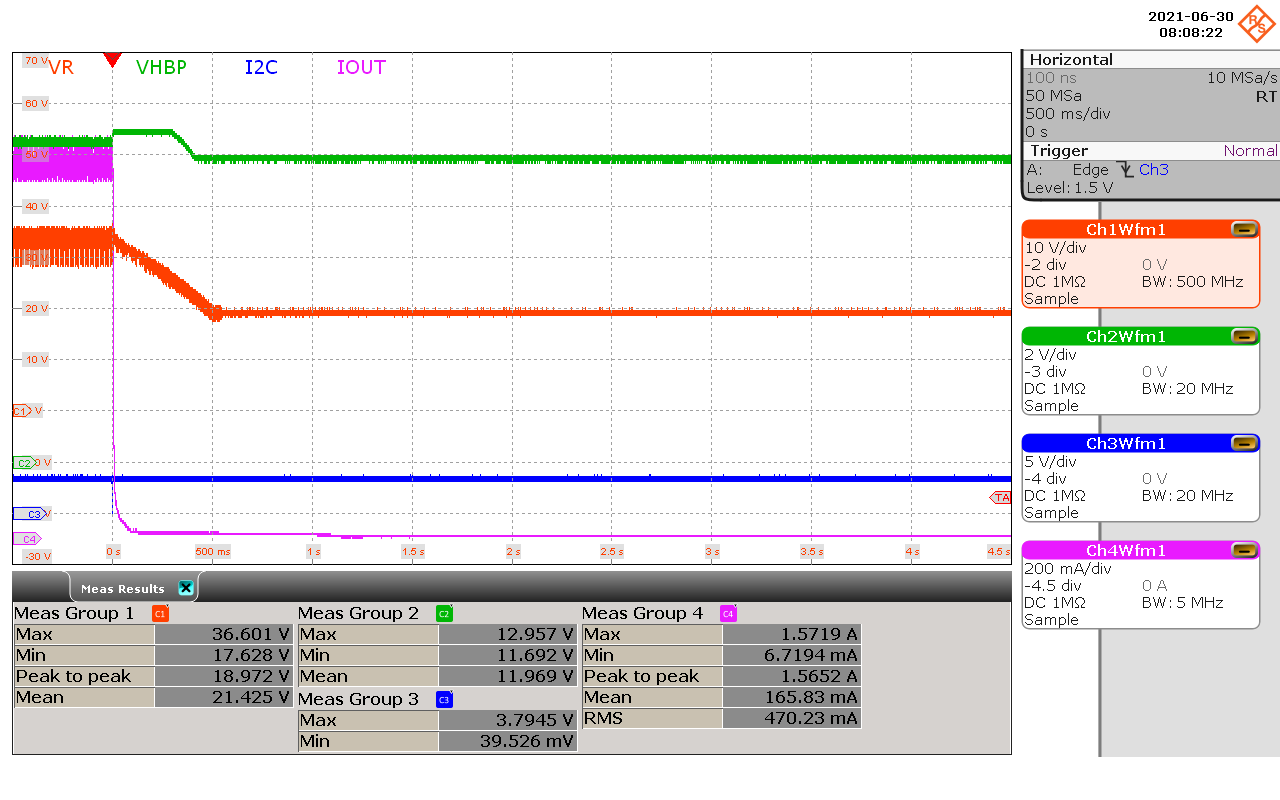 2021-06-30
08:08:22
R S
VR VHBP I2C IOUT
70 V
60 V
50 V
40 V
30 V
20 V
10 V
C1 V
C2 0 V
C3 V
TA
C4
-30 V
0 s 500 ms 1 s 1.5 s 2 s 2.5 s 3 s 3.5 s 4 s 4.5 s
Horizontal
100 ns 10 MSa/s
50 MSa RT
500 ms/div
0 s
Trigger Normal
A: Edge Ch3
Level: 1.5 V
Ch1Wfm1
10 V/div
-2 div 0 V
DC 1MΩ BW: 500 MHz
Sample
Ch2Wfm1
2 V/div
-3 div 0 V
DC 1MΩ BW: 20 MHz
Sample
Ch3Wfm1
5 V/div
-4 div 0 V
DC 1MΩ BW: 20 MHz
Sample
Ch4Wfm1
200 mA/div
-4.5 div 0 A
DC 1MΩ BW: 5 MHz
Sample
Meas Results
Meas Group 1 C1
Max 36.601 V
Min 17.628 V
Peak to peak 18.972 V
Mean 21.425 V
Meas Group 2 C2
Max 12.957 V
Min 11.692 V
Mean 11.969 V
Meas Group 3 C3
Max 3.7945 V
Min 39.526 mV
Meas Group 4 C4
Max 1.5719 A
Min 6.7194 mA
Peak to peak 1.5652 A
Mean 165.83 mA
RMS 470.23 mA